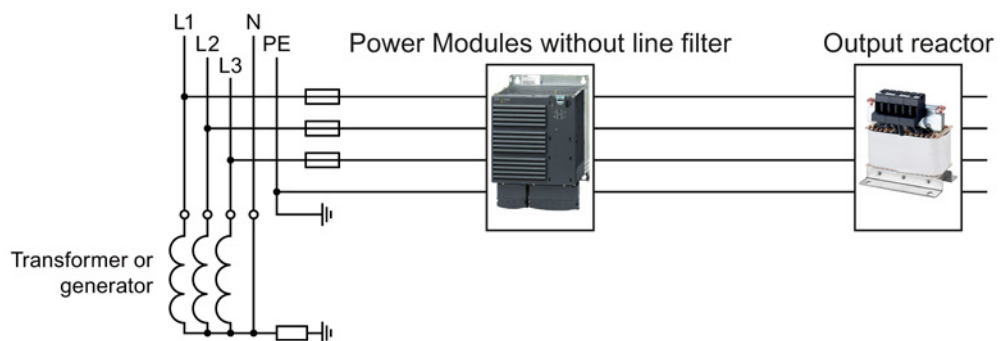 L1
N
L2
PE
L3
Power Modules without line filter
Output reactor
Transformer or
generator